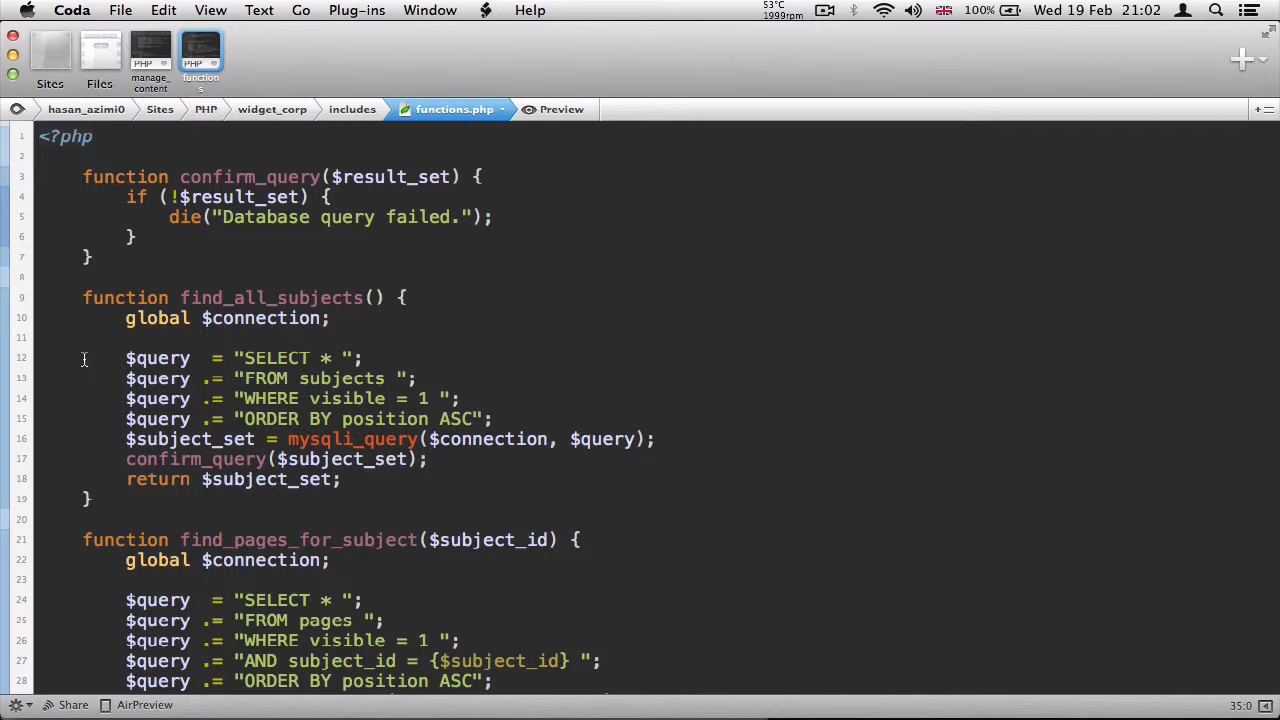 Coda File Edit View Text Go Plug-ins Window Help 53°C 1999rpm 100% Wed 19 Feb 21:02
Sites Files PHP manage_content PHP functions
hasan_azimi0 Sites PHP widget_corp includes functions.php Preview
1 <?php
2
3 function confirm_query($result_set) {
4 if (!$result_set) {
5 die("Database query failed.");
6 }
7 }
8
9 function find_all_subjects() {
10 global $connection;
11
12 $query  = "SELECT * ";
13 $query .= "FROM subjects ";
14 $query .= "WHERE visible = 1 ";
15 $query .= "ORDER BY position ASC";
16 $subject_set = mysqli_query($connection, $query);
17 confirm_query($subject_set);
18 return $subject_set;
19 }
20
21 function find_pages_for_subject($subject_id) {
22 global $connection;
23
24 $query  = "SELECT * ";
25 $query .= "FROM pages ";
26 $query .= "WHERE visible = 1 ";
27 $query .= "AND subject_id = {$subject_id} ";
28 $query .= "ORDER BY position ASC";
Share AirPreview 35:0